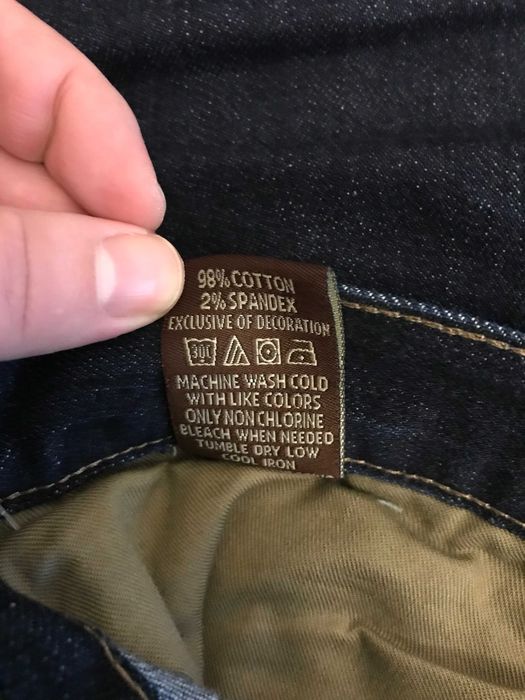 98% COTTON
2% SPANDEX
EXCLUSIVE OF DECORATION
30C
MACHINE WASH COLD
WITH LIKE COLORS
ONLY NON CHLORINE
BLEACH WHEN NEEDED
TUMBLE DRY LOW
COOL IRON